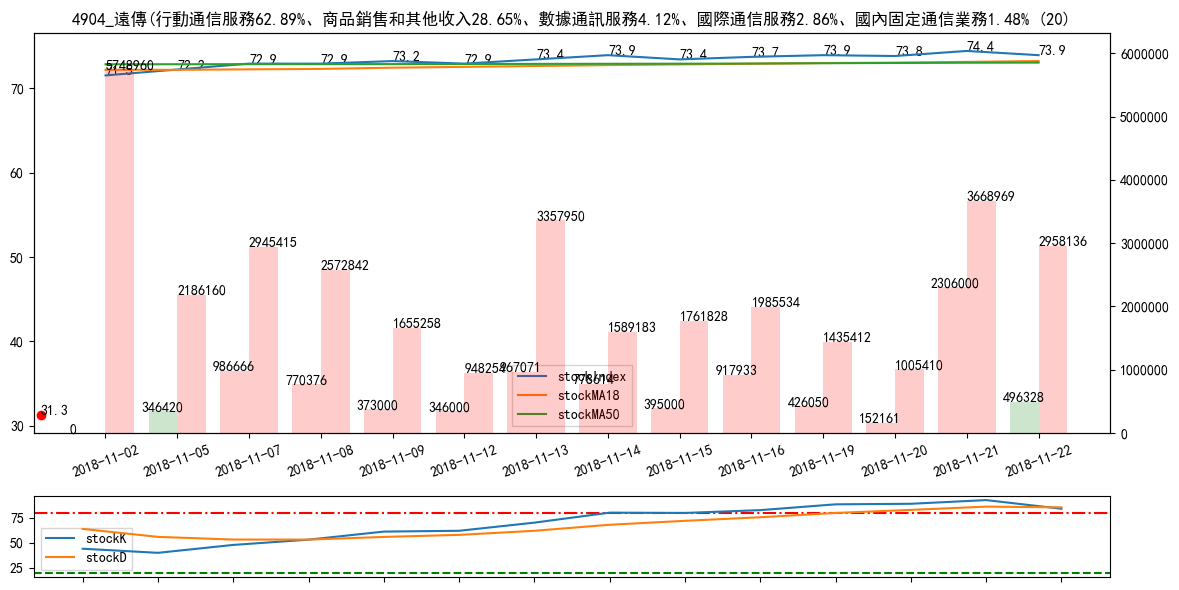 4904_遠傳(行動通信服務62.89%、商品銷售和其他收入28.65%、數據通訊服務4.12%、國際通信服務2.86%、國內固定通信業務1.48% (20)
72.9 72.9 73.2 72.9 73.4 73.9 73.4 73.7 73.9 73.8 74.4 73.9
5748960
70 60 50 40 30
6000000 5000000 4000000 3000000 2000000 1000000 0
3668969
3357950
2945415 2958136
2572842
2186160 2306000
1985534
1655258 1589183 1761828
1435412
986666 948254 967071 917933 1005410
770376 778614
346420 373000 346000 395000 426050 152161 496328
31.3
0
stockIndex
stockMA18
stockMA50
2018-11-02 2018-11-05 2018-11-07 2018-11-08 2018-11-09 2018-11-12 2018-11-13 2018-11-14 2018-11-15 2018-11-16 2018-11-19 2018-11-20 2018-11-21 2018-11-22
75 50 25
stockK
stockD